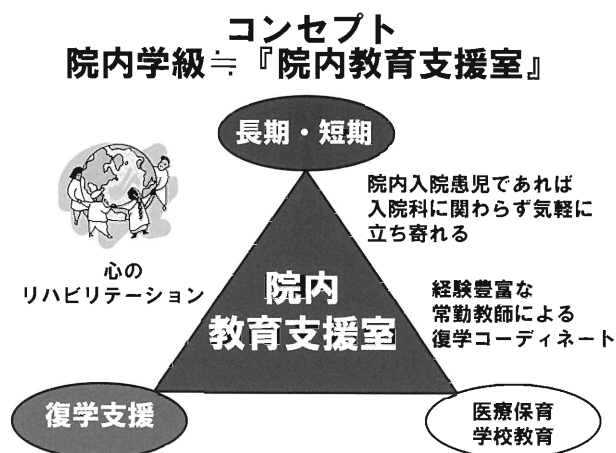 コンセプト
院内学級≒『院内教育支援室』
長期・短期
院内入院患児であれば
入院科に関わらず気軽に
立ち寄れる
心の
リハビリテーション
院内
教育支援室
経験豊富な
常勤教師による
復学コーディネート
復学支援
医療保育
学校教育